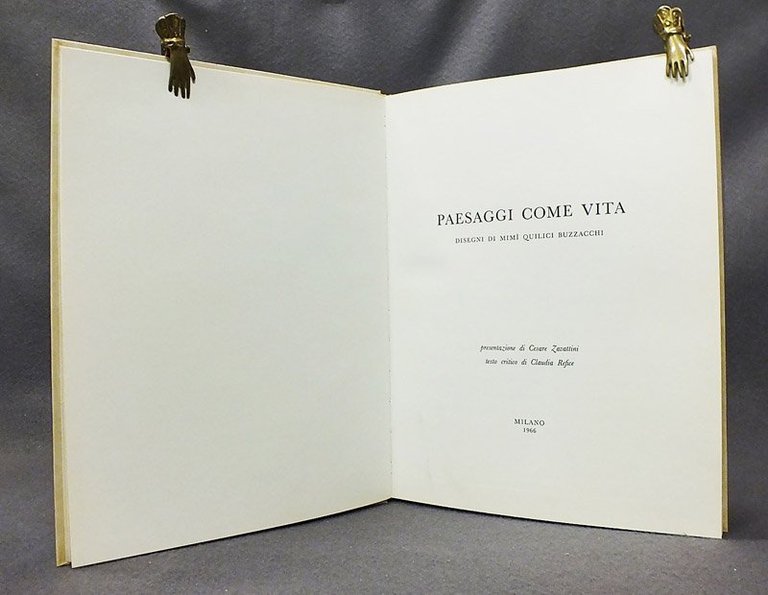 PAESAGGI COME VITA
DISEGNI DI MIMÌ QUILICI BUZZACCHI
presentazione di Cesare Zavattini
testo critico di Claudia Refice
MILANO
1966